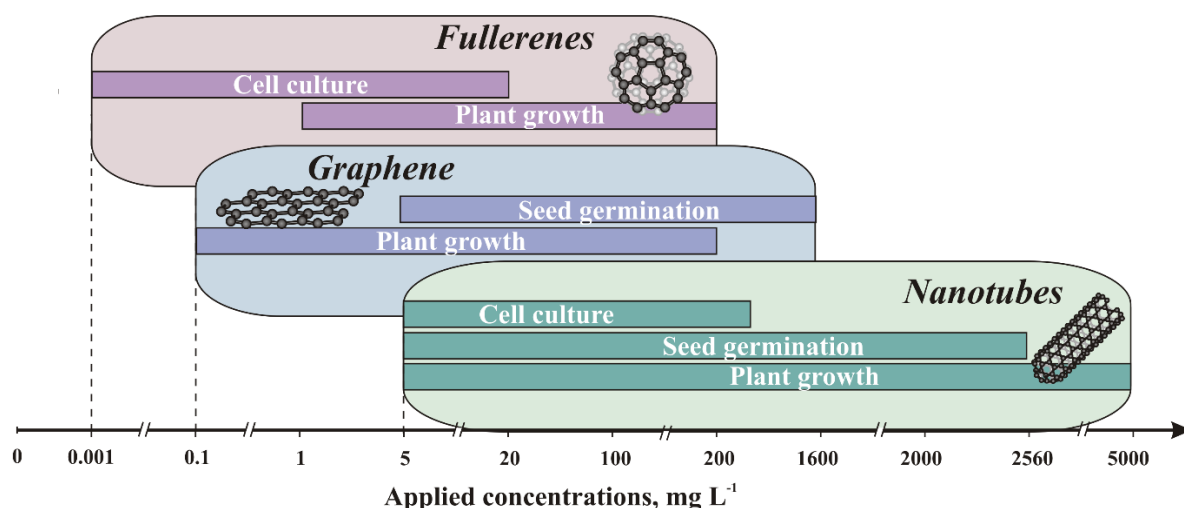 Fullerenes
Cell culture
Plant growth
Graphene
Seed germination
Plant growth
Nanotubes
Cell culture
Seed germination
Plant growth
0 0.001 0.1 1 5 20 100 200 1600 2000 2560 5000
Applied concentrations, mg L⁻¹